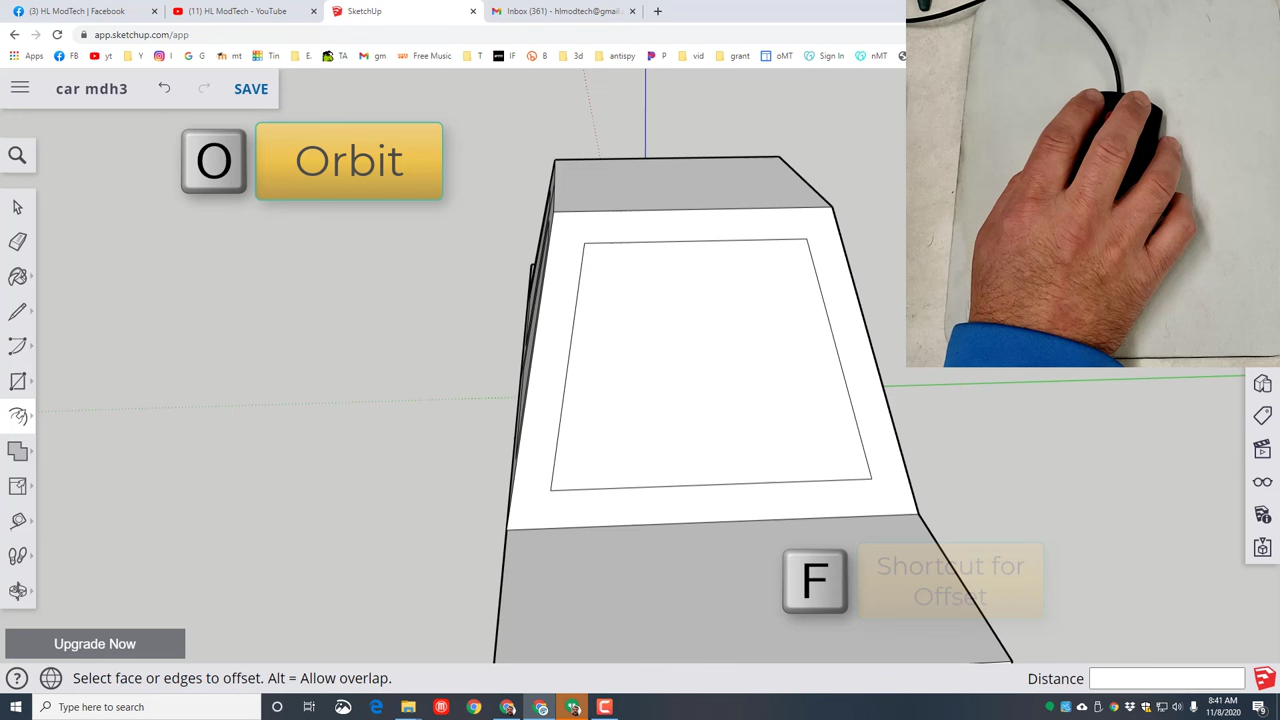 (3) HL ModTech | Facebook
(11) HL ModTech - YouTube
SketchUp
Inbox (361) - hlmodtech@gmail.
app.sketchup.com/app
Apps
FB
yt
Y
I
G
mt
Tin
E.
TA
gm
Free Music
T
IF
B
3d
antispy
P
vid
grant
oMT
Sign In
nMT
car mdh3
SAVE
O
Orbit
F
Shortcut for
Offset
Upgrade Now
Select face or edges to offset. Alt = Allow overlap.
Distance
Type here to search
8:41 AM
11/8/2020